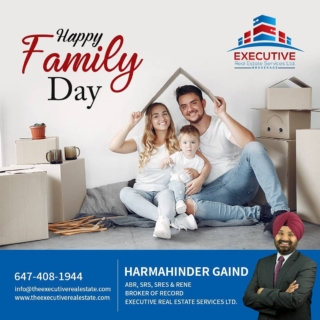 Happy
Family
Day
EXECUTIVE
Real Estate Services Ltd.
BROKERAGE
647-408-1944
info@theexecutiverealestate.com
www.theexecutiverealestate.com
HARMAHINDER GAIND
ABR, SRS, SRES & RENE
BROKER OF RECORD
EXECUTIVE REAL ESTATE SERVICES LTD.